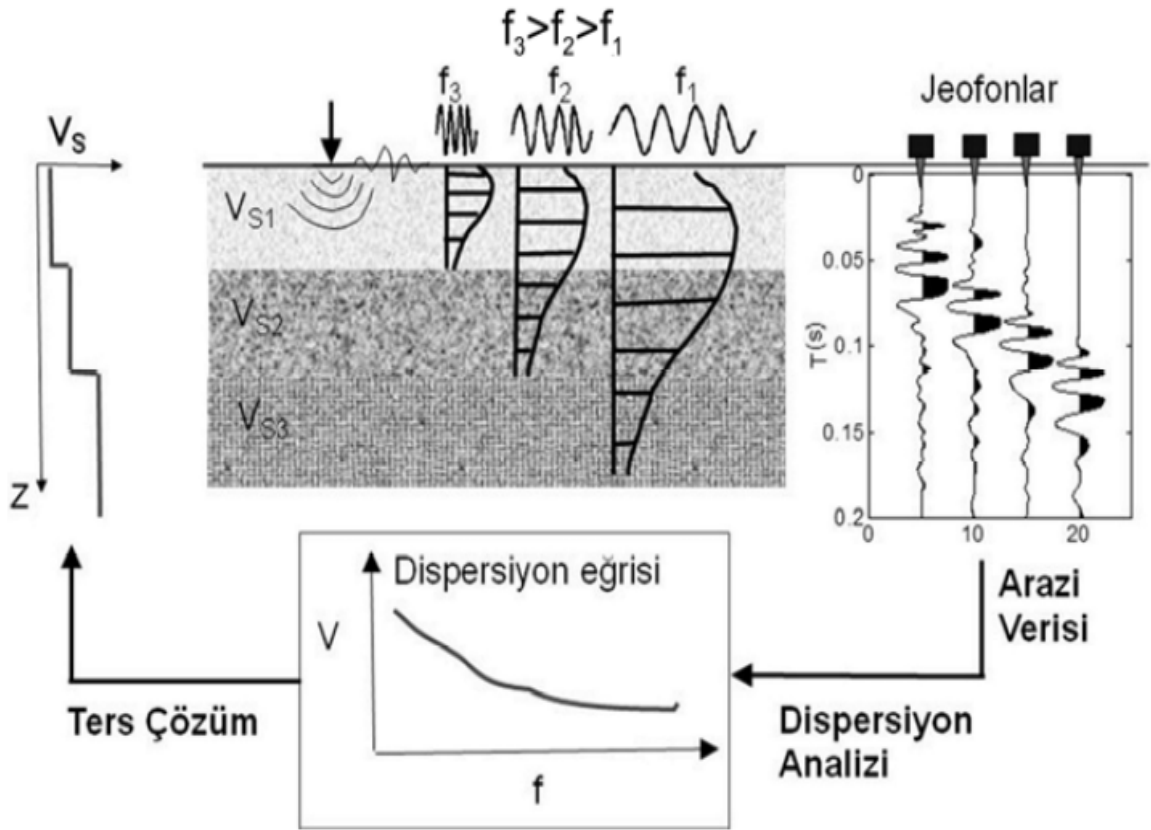 f3>f2>f1
f3
f2
f1
Jeofonlar
VS
VS1
VS2
VS3
Z
T(s)
0
0.05
0.1
0.15
0.2
0
10
20
Arazi
Verisi
Dispersiyon eğrisi
V
f
Ters Çözüm
Dispersiyon
Analizi